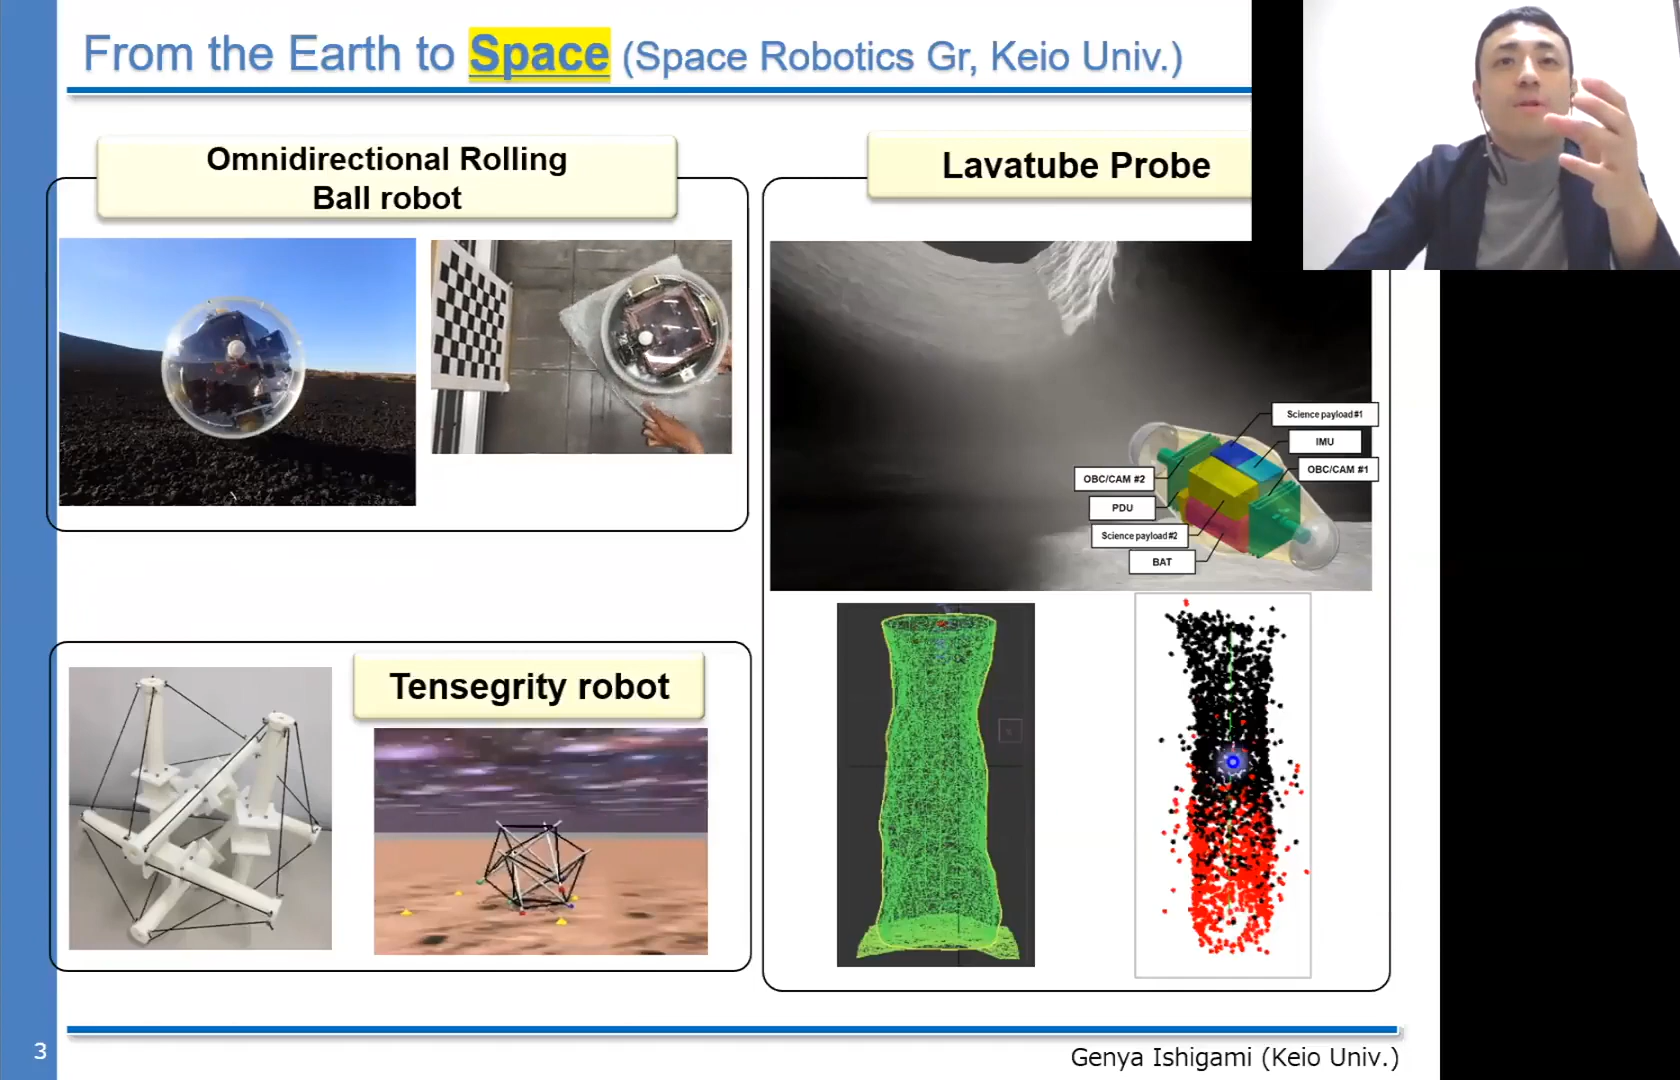 From the Earth to Space (Space Robotics Gr, Keio Univ.)
Omnidirectional Rolling
Ball robot
Lavatube Probe
Science payload#1
IMU
OBC/CAM #1
OBC/CAM #2
PDU
Science payload#2
BAT
Tensegrity robot
3
Genya Ishigami (Keio Univ.)